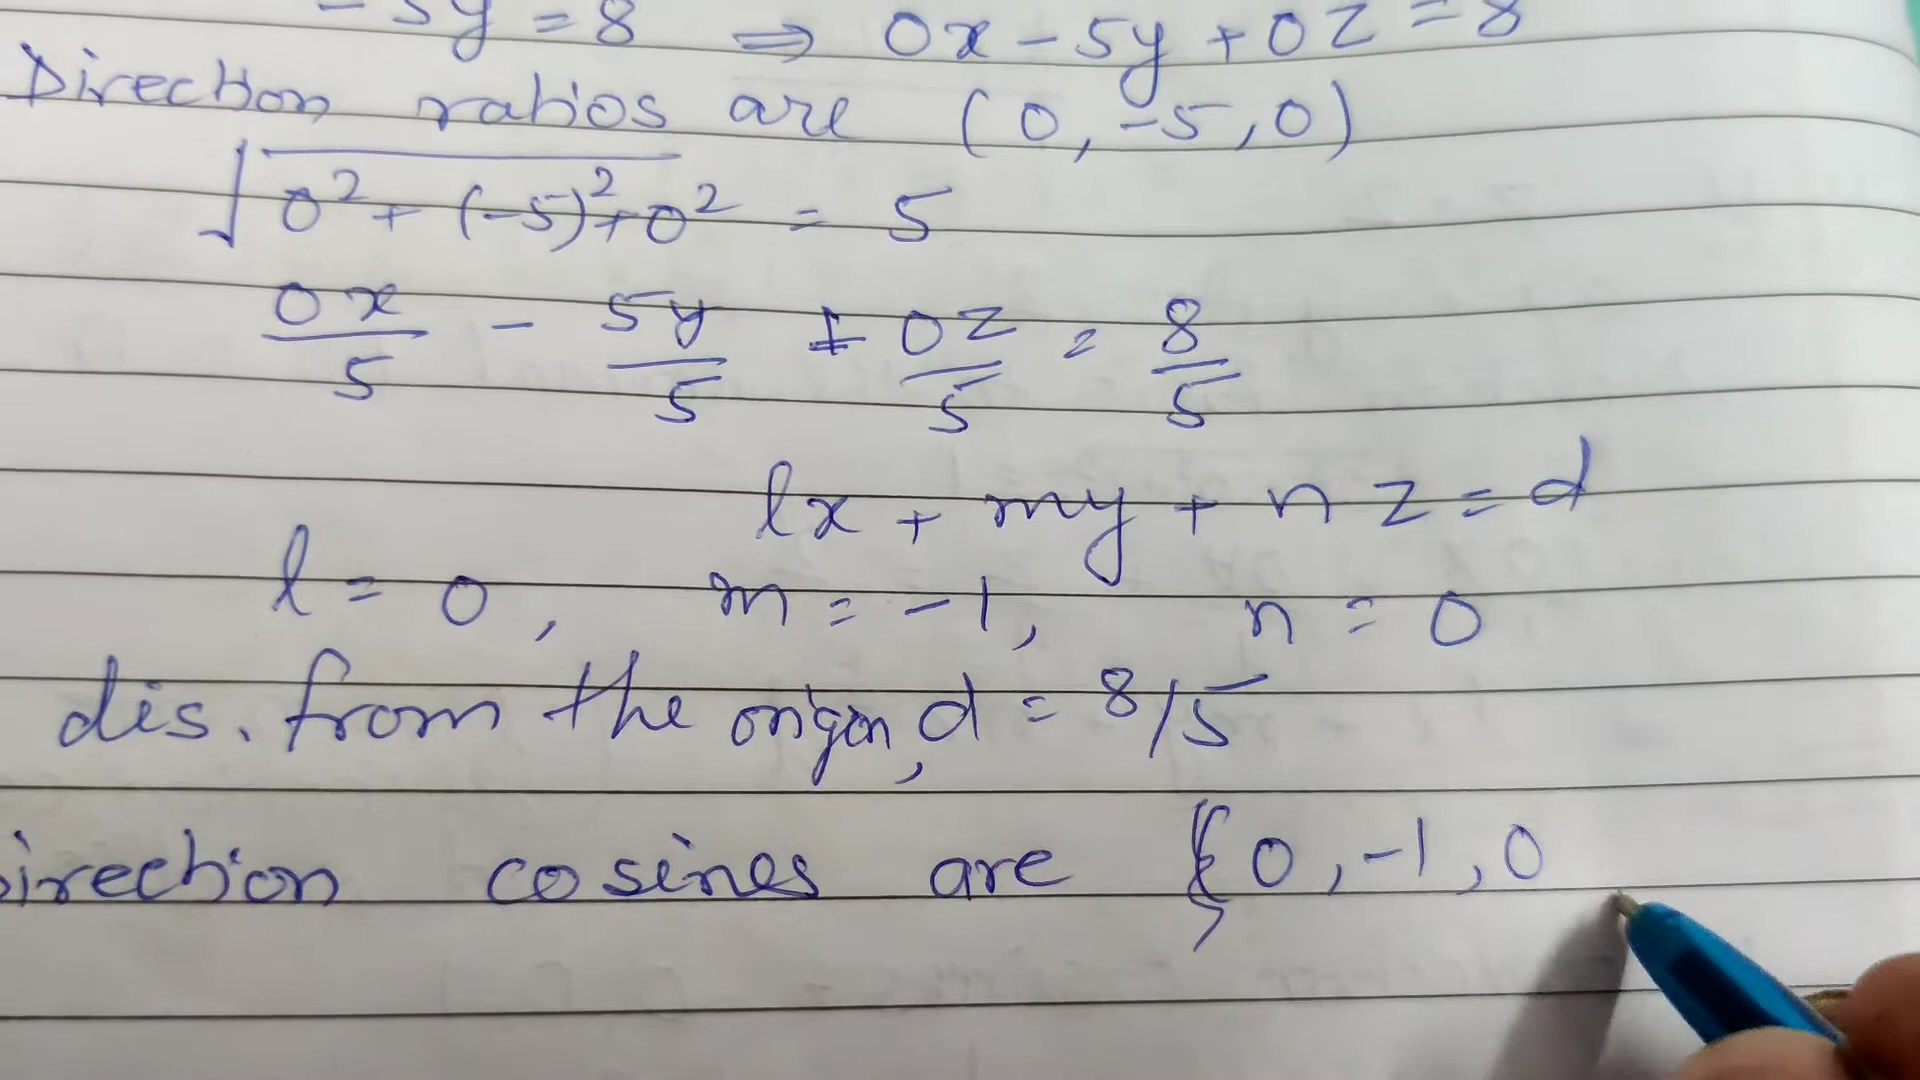 - 5y = 8 ⇒ 0x - 5y + 0z = 8
Direction ratios are (0, -5, 0)
√0² + (-5)² + 0² = 5
0x/5 - 5y/5 + 0z/5 = 8/5
lx + my + nz = d
l = 0, m = -1, n = 0
dis. from the origin, d = 8/5
irection cosines are (0, -1, 0